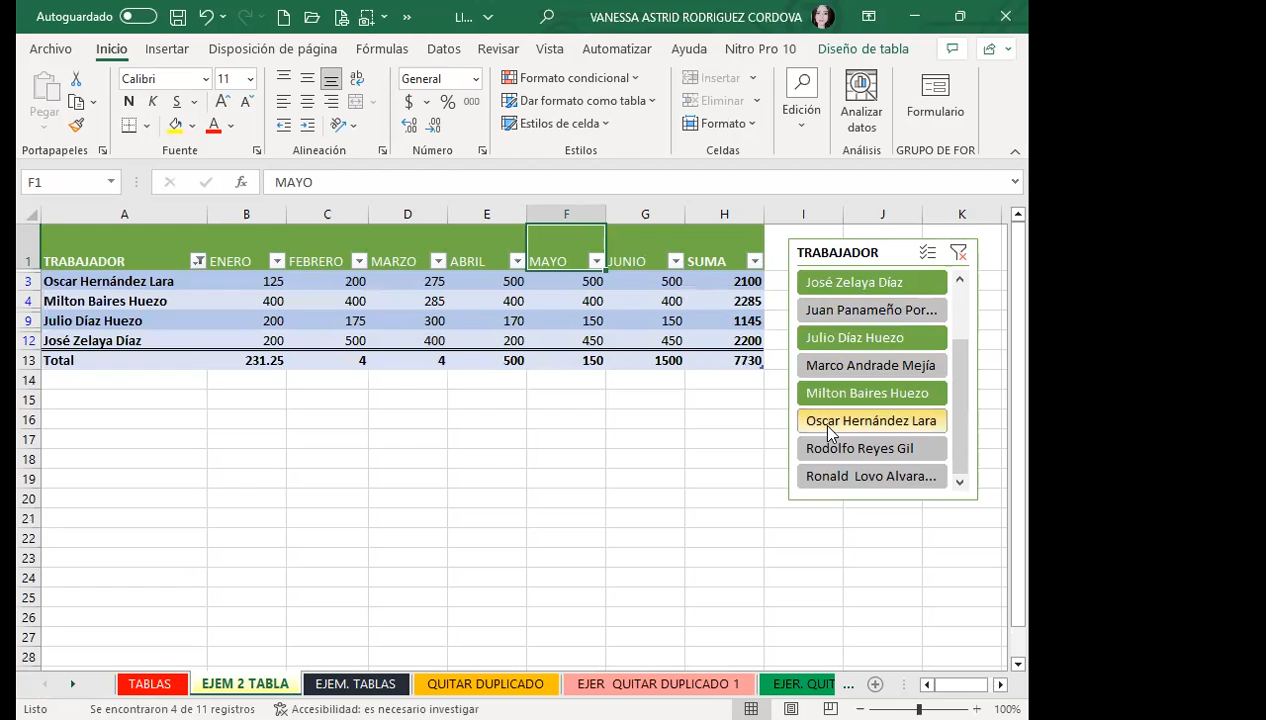 Autoguardado LI... VANESSA ASTRID RODRIGUEZ CORDOVA
Archivo Inicio Insertar Disposición de página Fórmulas Datos Revisar Vista Automatizar Ayuda Nitro Pro 10 Diseño de tabla
Pegar
Calibri 11
N K S
General
$ % 000
Formato condicional
Dar formato como tabla
Estilos de celda
Insertar
Eliminar
Formato
Edición
Analizar
datos
Formulario
Portapapeles Fuente Alineación Número Estilos Celdas Análisis GRUPO DE FOR
F1 fx MAYO
A B C D E F G H I J K
1 TRABAJADOR ENERO FEBRERO MARZO ABRIL MAYO JUNIO SUMA
3 Oscar Hernández Lara 125 200 275 500 500 500 2100
4 Milton Baires Huezo 400 400 285 400 400 400 2285
9 Julio Díaz Huezo 200 175 300 170 150 150 1145
12 José Zelaya Díaz 200 500 400 200 450 450 2200
13 Total 231.25 4 4 500 150 1500 7730
14
15
16
17
18
19
20
21
22
23
24
25
26
27
28
TRABAJADOR
José Zelaya Díaz
Juan Panameño Por...
Julio Díaz Huezo
Marco Andrade Mejía
Milton Baires Huezo
Oscar Hernández Lara
Rodolfo Reyes Gil
Ronald Lovo Alvara...
TABLAS EJEM 2 TABLA EJEM. TABLAS QUITAR DUPLICADO EJER QUITAR DUPLICADO 1 EJER. QUIT ...
Listo Se encontraron 4 de 11 registros Accesibilidad: es necesario investigar 100%